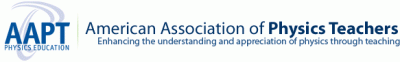 AAPT
PHYSICS EDUCATION
American Association of Physics Teachers
Enhancing the understanding and appreciation of physics through teaching